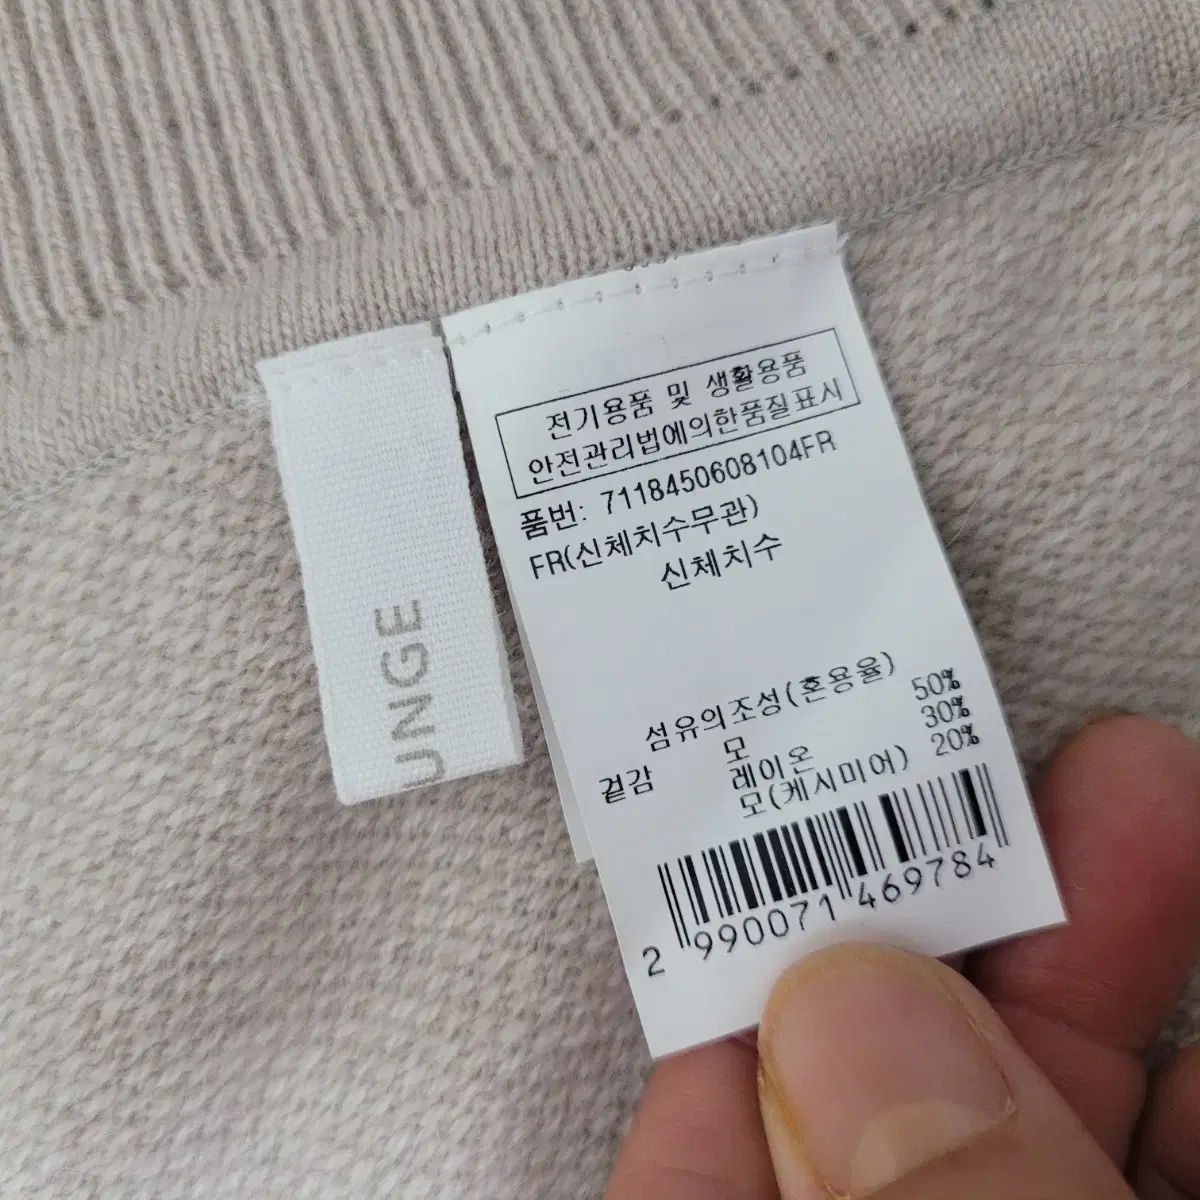 전기용품 및 생활용품
안전관리법에의한품질표시
품번: 7118450608104FR
FR(신체치수무관)
신체치수
섬유의조성(혼용율)
겉감 모 50%
레이온 30%
모(케시미어) 20%
2 990071 469784
UNGE